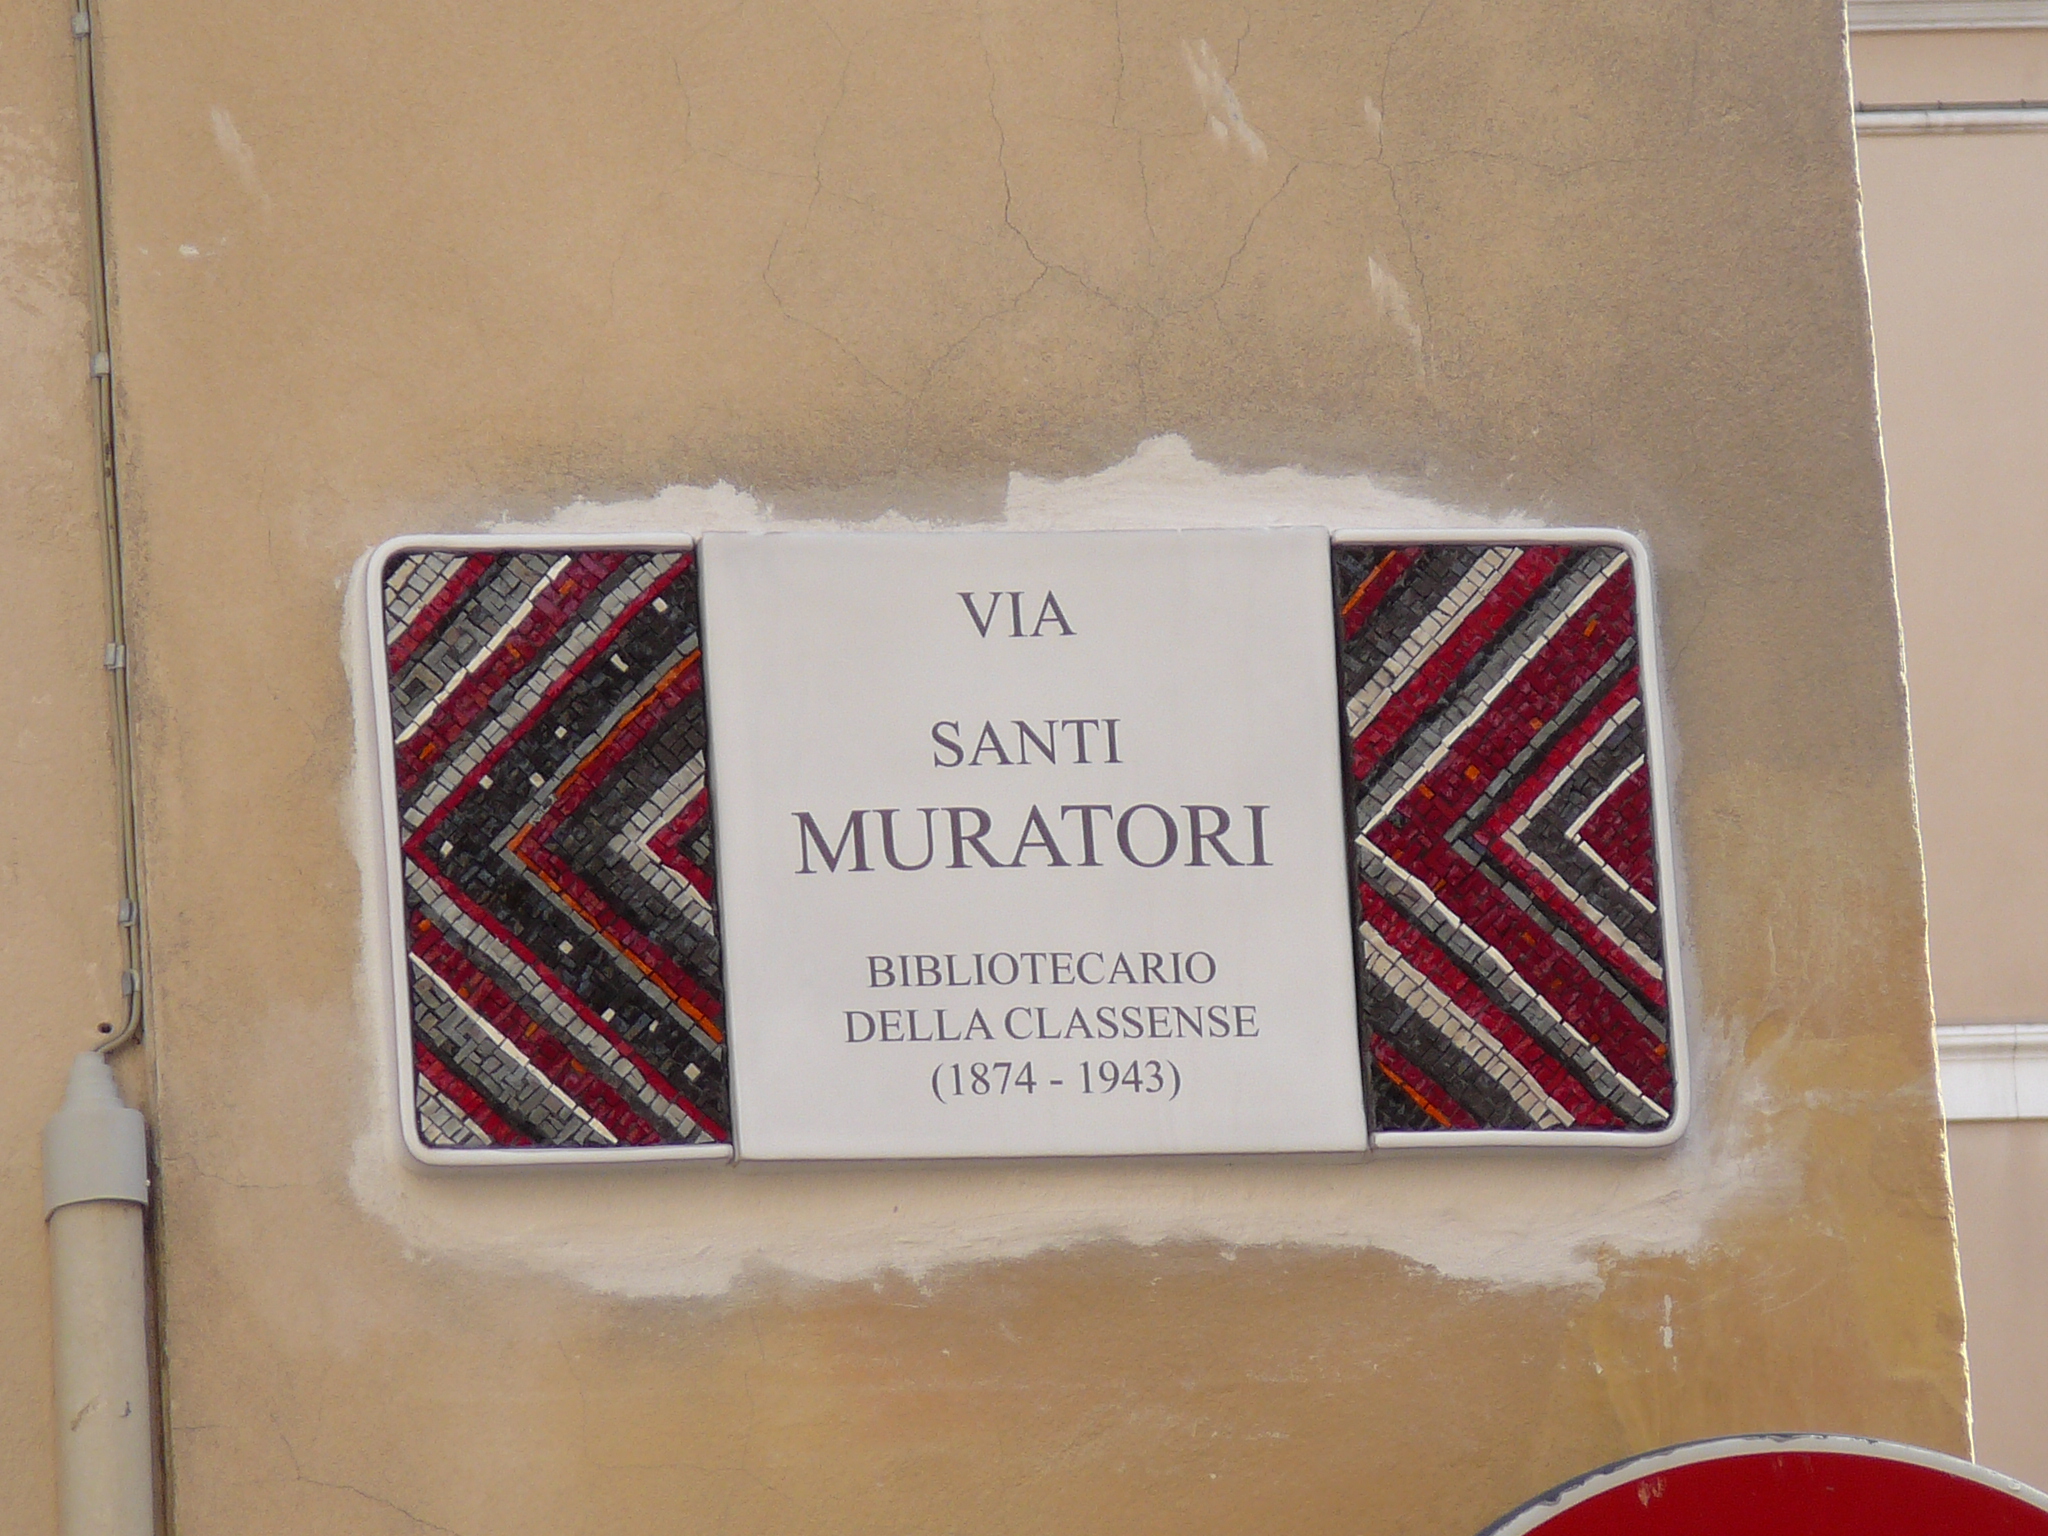 VIA
SANTI
MURATORI
BIBLIOTECARIO
DELLA CLASSENSE
(1874 - 1943)